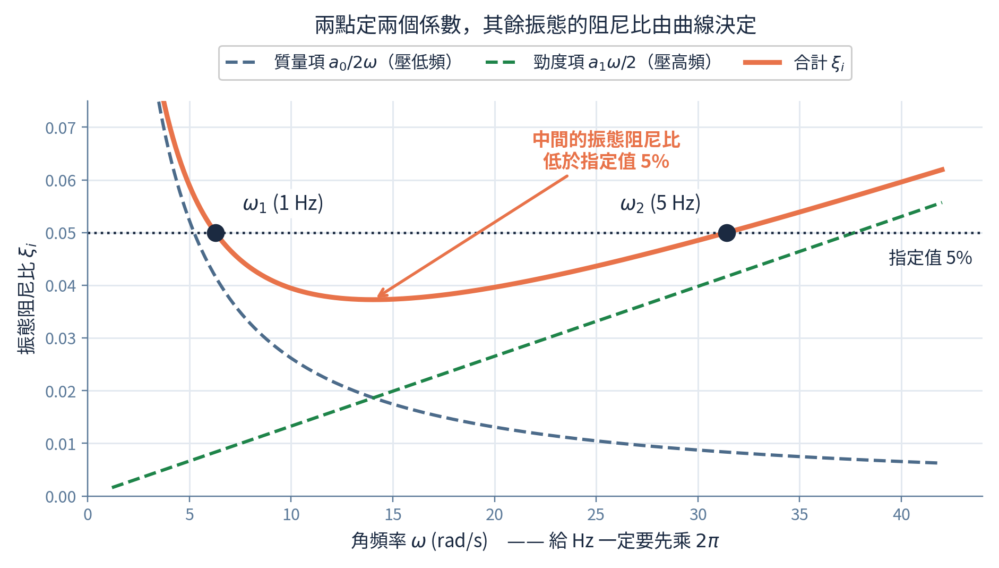 兩點定兩個係數，其餘振態的阻尼比由曲線決定
質量項 a₀/2ω（壓低頻）
勁度項 a₁ω/2（壓高頻）
合計 ξᵢ
中間的振態阻尼比
低於指定值 5%
ω₁ (1 Hz)
ω₂ (5 Hz)
指定值 5%
振態阻尼比 ξᵢ
0.07
0.06
0.05
0.04
0.03
0.02
0.01
0.00
0 5 10 15 20 25 30 35 40
角頻率 ω (rad/s) —— 給 Hz 一定要先乘 2π